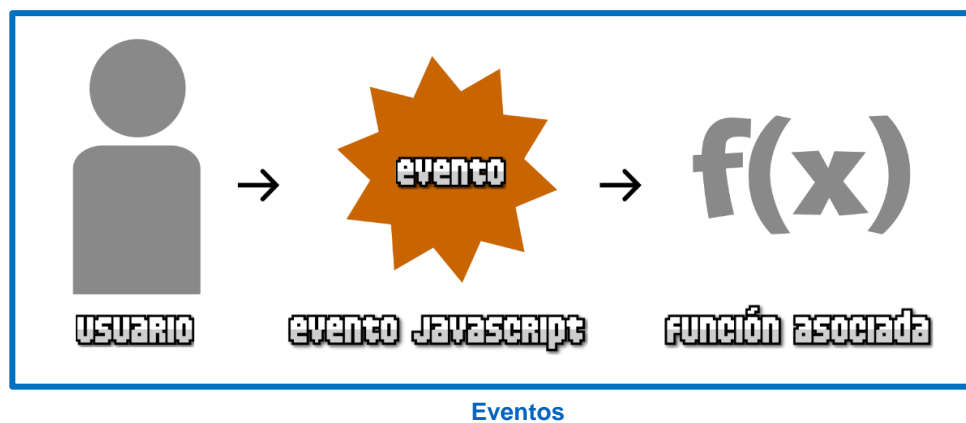 evento
f(x)
USUARIO
evento Javascript
Función asociada
Eventos